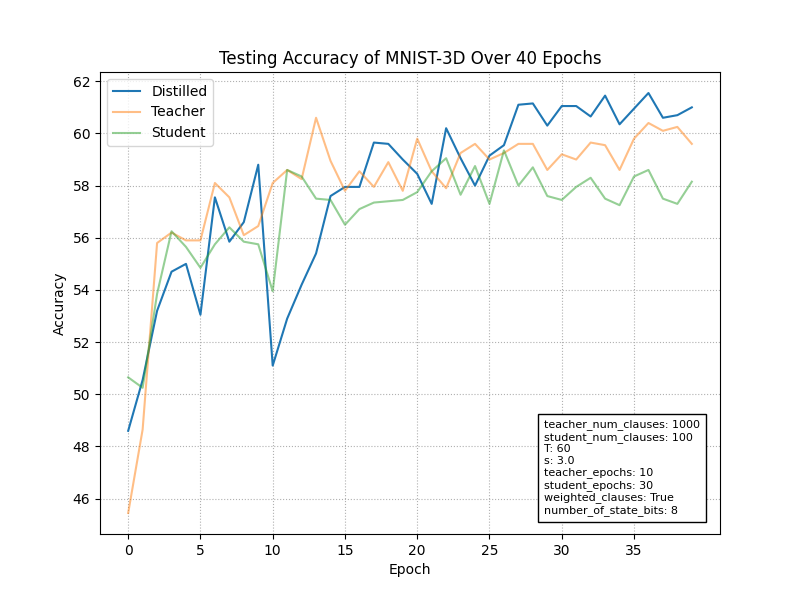 Testing Accuracy of MNIST-3D Over 40 Epochs
Distilled
Teacher
Student
62
60
58
56
54
52
50
48
46
Accuracy
teacher_num_clauses: 1000
student_num_clauses: 100
T: 60
s: 3.0
teacher_epochs: 10
student_epochs: 30
weighted_clauses: True
number_of_state_bits: 8
0 5 10 15 20 25 30 35
Epoch